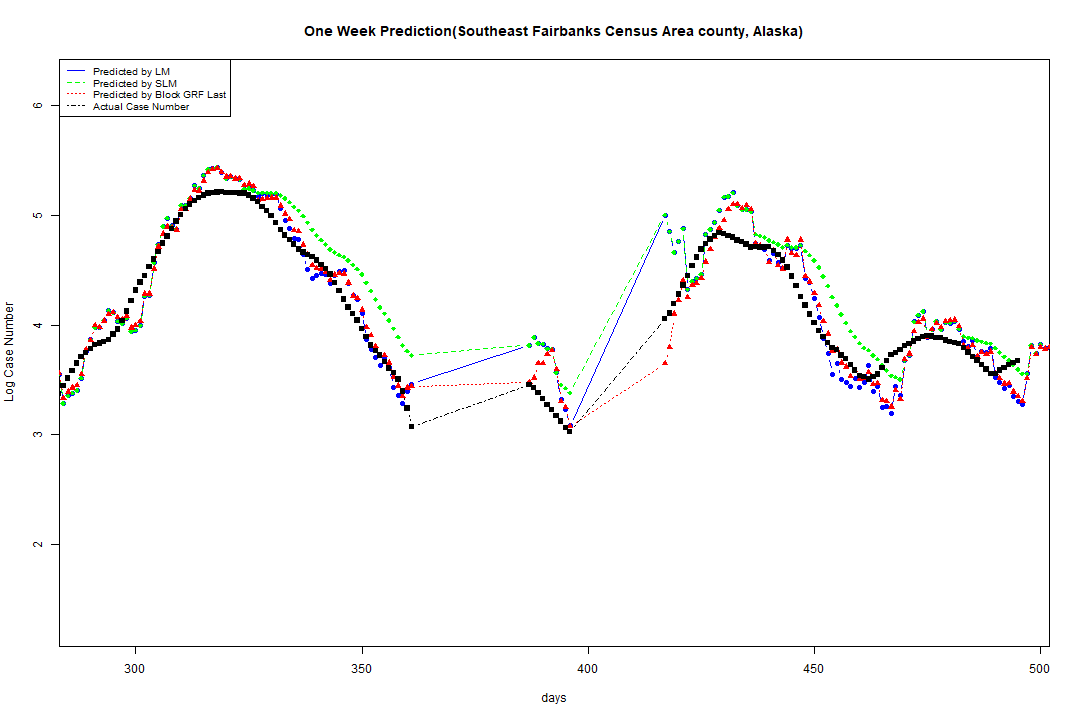 One Week Prediction(Southeast Fairbanks Census Area county, Alaska)
Predicted by LM
Predicted by SLM
Predicted by Block GRF Last
Actual Case Number
6
5
4
3
2
Log Case Number
300 350 400 450 500
days